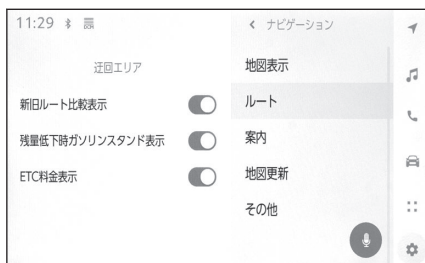 11:29
迂回エリア
新旧ルート比較表示
残量低下時ガソリンスタンド表示
ETC料金表示
ナビゲーション
地図表示
ルート
案内
地図更新
その他